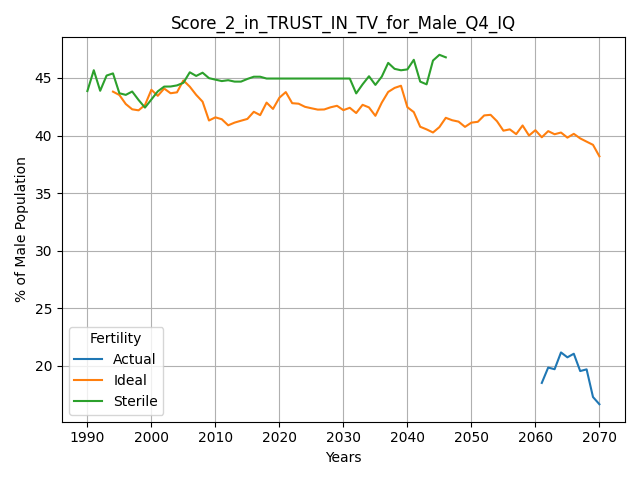 Score_2_in_TRUST_IN_TV_for_Male_Q4_IQ
% of Male Population
45
40
35
30
25
20
Fertility
Actual
Ideal
Sterile
1990 2000 2010 2020 2030 2040 2050 2060 2070
Years